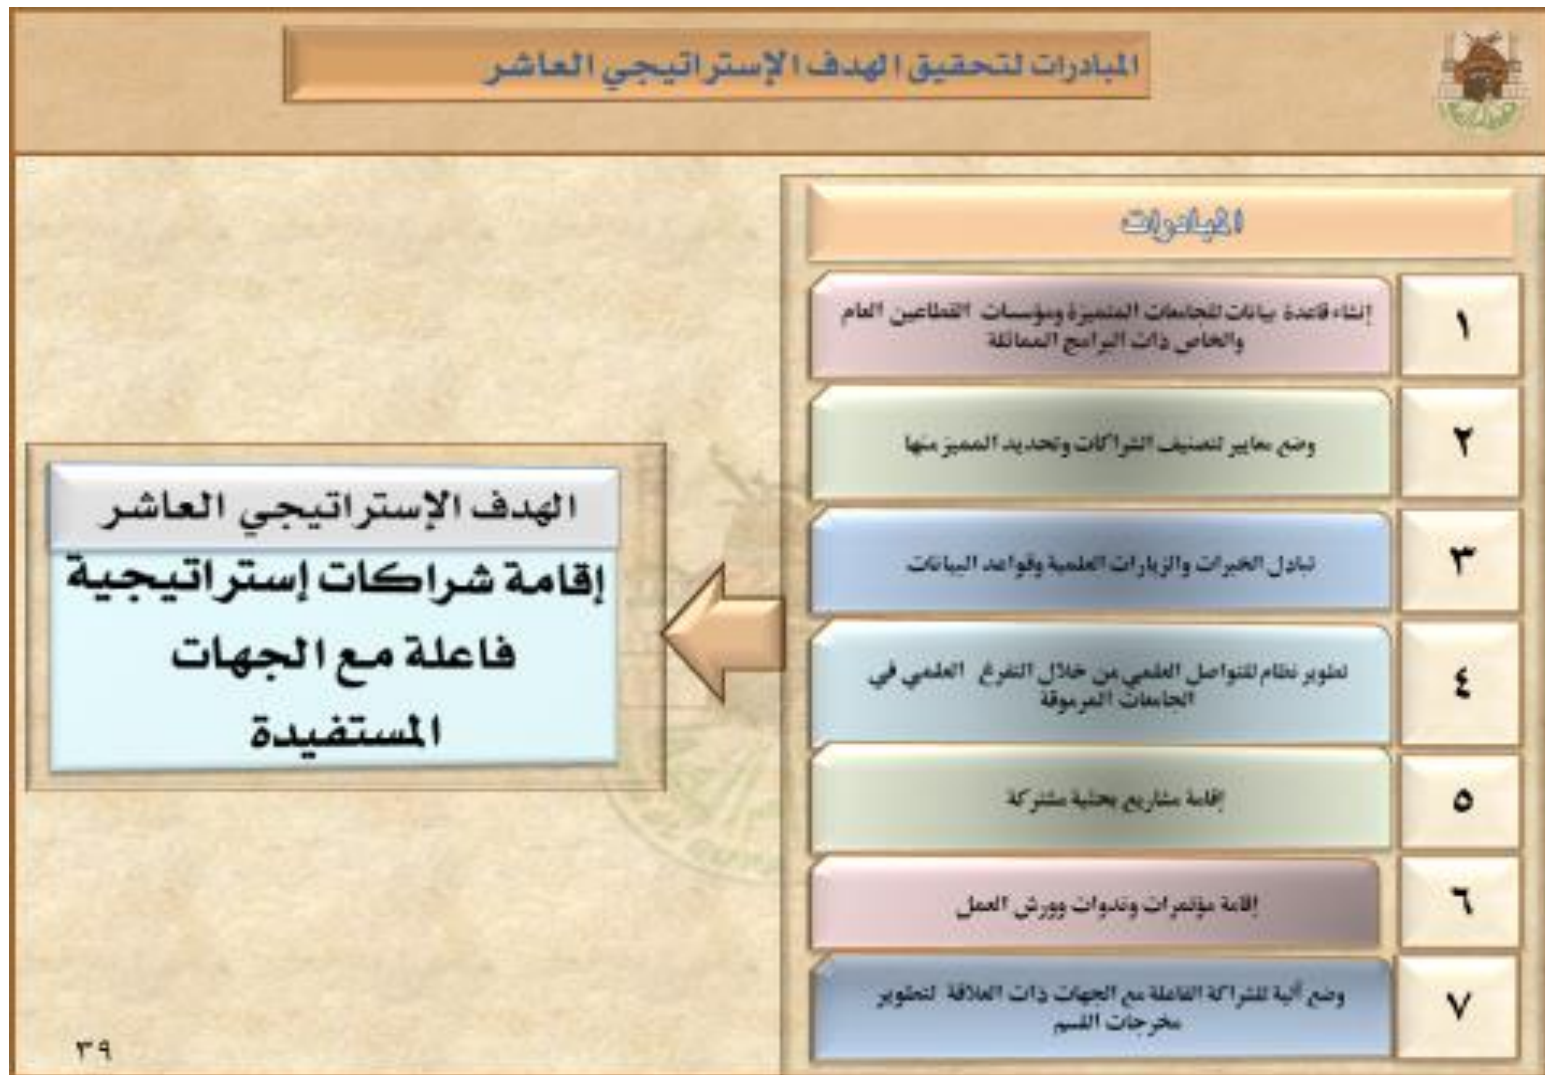 المبادرات لتحقيق الهدف الإستراتيجي العاشر
المبادرات
١
إنشاء قاعدة بيانات للجامعات المتميزة ومؤسسات القطاعين العام
والخاص ذات البرامج المماثلة
٢
وضع معايير لتصنيف الشراكات وتحديد المميز منها
٣
تبادل الخبرات والزيارات العلمية وقواعد البيانات
٤
تطوير نظام للتواصل العلمي من خلال التفرغ العلمي في
الجامعات المرموقة
٥
إقامة مشاريع بحثية مشتركة
٦
إقامة مؤتمرات وندوات وورش العمل
٧
وضع ألية للشراكة الفاعلة مع الجهات ذات العلاقة لتطوير
مخرجات القسم
الهدف الإستراتيجي العاشر
إقامة شراكات إستراتيجية
فاعلة مع الجهات
المستفيدة
٣٩